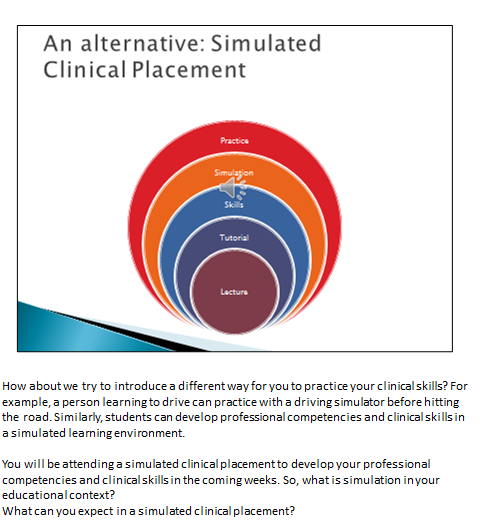 An alternative: Simulated
Clinical Placement
Practice
Simulation
Skills
Tutorial
Lecture
How about we try to introduce a different way for you to practice your clinical skills? For
example, a person learning to drive can practice with a driving simulator before hitting
the road. Similarly, students can develop professional competencies and clinical skills in
a simulated learning environment.
You will be attending a simulated clinical placement to develop your professional
competencies and clinical skills in the coming weeks. So, what is simulation in your
educational context?
What can you expect in a simulated clinical placement?